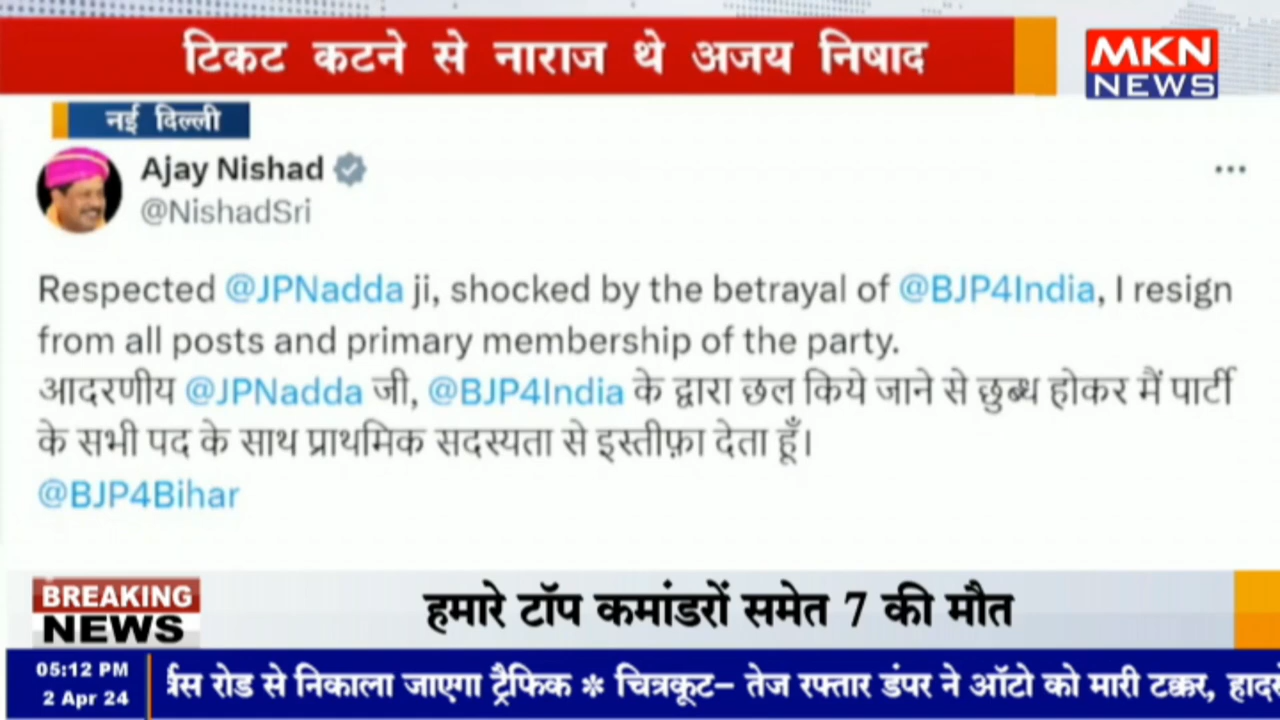 टिकट कटने से नाराज थे अजय निषाद
MKN
NEWS
नई दिल्ली
Ajay Nishad
@NishadSri
Respected @JPNadda ji, shocked by the betrayal of @BJP4India, I resign
from all posts and primary membership of the party.
आदरणीय @JPNadda जी, @BJP4India के द्वारा छल किये जाने से छुब्ध होकर मैं पार्टी
के सभी पद के साथ प्राथमिक सदस्यता से इस्तीफ़ा देता हूँ।
@BJP4Bihar
BREAKING
NEWS
हमारे टॉप कमांडरों समेत 7 की मौत
05:12 PM
2 Apr 24
रोड से निकाला जाएगा ट्रैफिक * चित्रकूट– तेज रफ्तार डंपर ने ऑटो को मारी टक्कर,